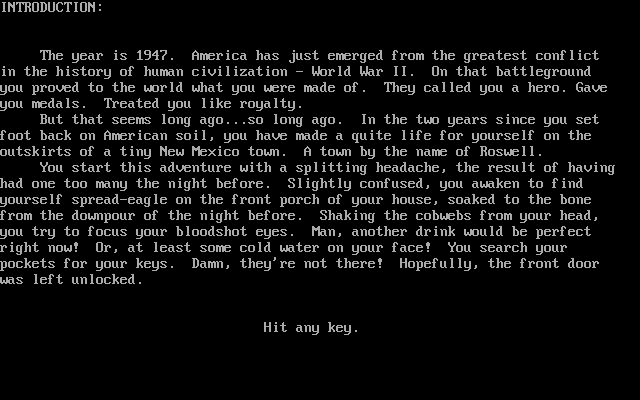 INTRODUCTION:
The year is 1947.  America has just emerged from the greatest conflict
in the history of human civilization - World War II.  On that battleground
you proved to the world what you were made of.  They called you a hero. Gave
you medals.  Treated you like royalty.
But that seems long ago...so long ago.  In the two years since you set
foot back on American soil, you have made a quite life for yourself on the
outskirts of a tiny New Mexico town.  A town by the name of Roswell.
You start this adventure with a splitting headache, the result of having
had one too many the night before.  Slightly confused, you awaken to find
yourself spread-eagle on the front porch of your house, soaked to the bone
from the downpour of the night before.  Shaking the cobwebs from your head,
you try to focus your bloodshot eyes.  Man, another drink would be perfect
right now!  Or, at least some cold water on your face!  You search your
pockets for your keys.  Damn, they're not there!  Hopefully, the front door
was left unlocked.
Hit any key.